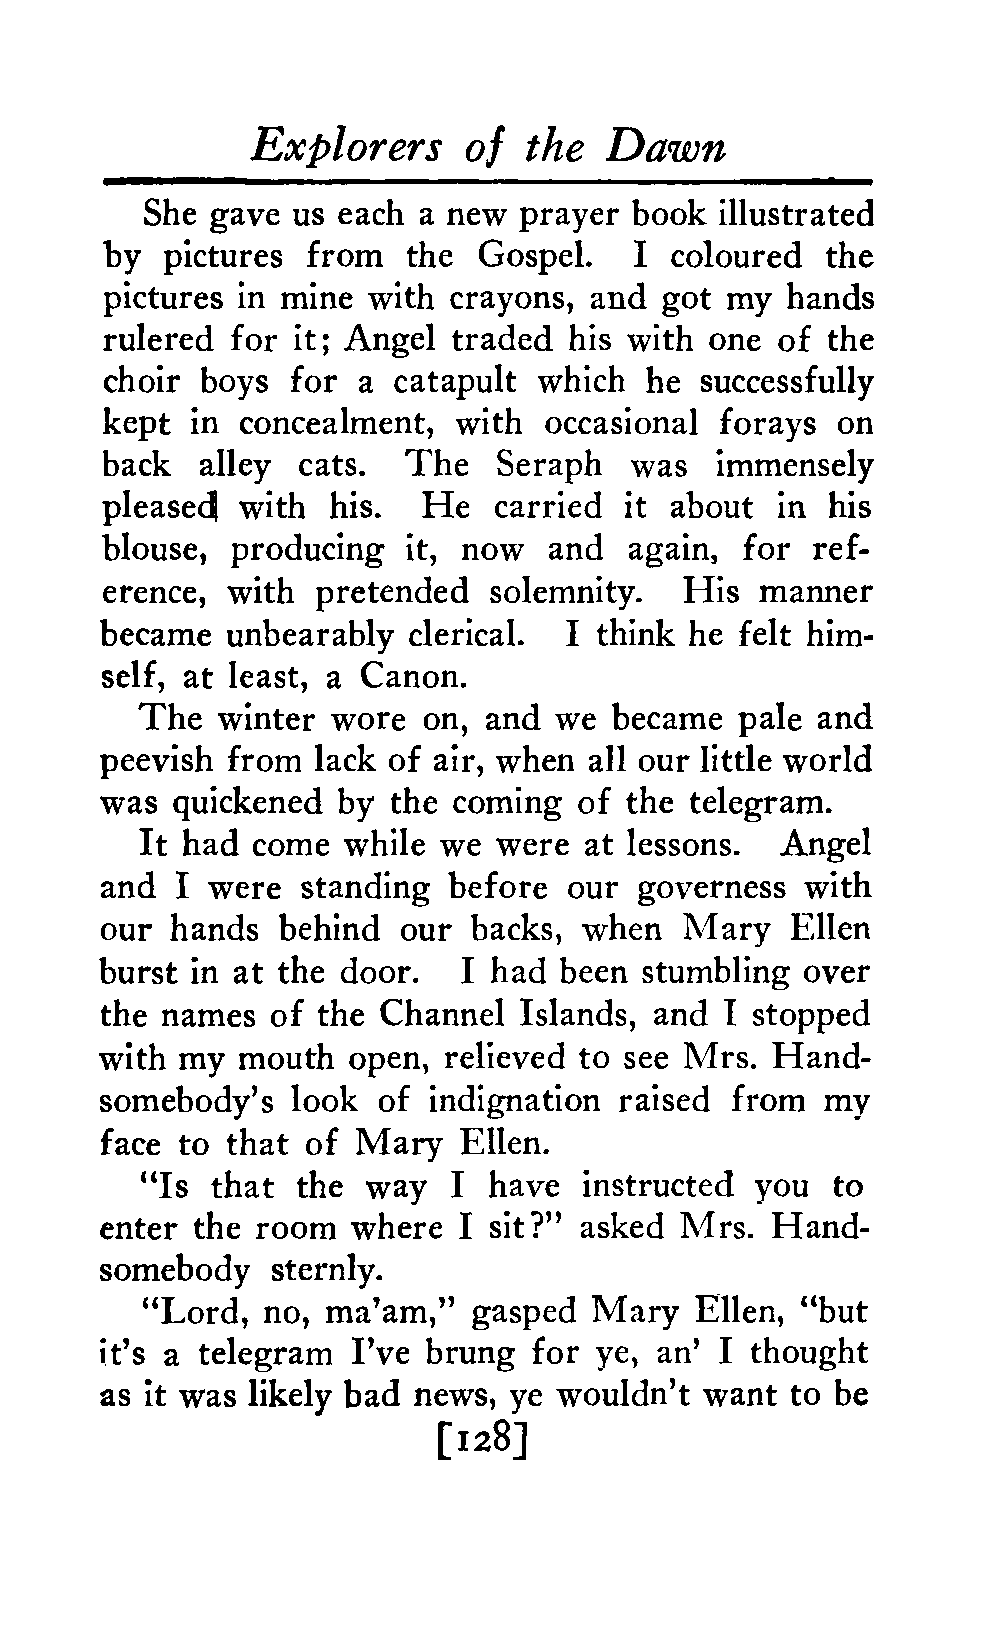 Explorers of the Dawn
She gave us each a new prayer book illustrated
by pictures from the Gospel. I coloured the
pictures in mine with crayons, and got my hands
rulered for it; Angel traded his with one of the
choir boys for a catapult which he successfully
kept in concealment, with occasional forays on
back alley cats. The Seraph was immensely
pleased with his. He carried it about in his
blouse, producing it, now and again, for ref-
erence, with pretended solemnity. His manner
became unbearably clerical. I think he felt him-
self, at least, a Canon.
The winter wore on, and we became pale and
peevish from lack of air, when all our little world
was quickened by the coming of the telegram.
It had come while we were at lessons. Angel
and I were standing before our governess with
our hands behind our backs, when Mary Ellen
burst in at the door. I had been stumbling over
the names of the Channel Islands, and I stopped
with my mouth open, relieved to see Mrs. Hand-
somebody's look of indignation raised from my
face to that of Mary Ellen.
"Is that the way I have instructed you to
enter the room where I sit?" asked Mrs. Hand-
somebody sternly.
"Lord, no, ma'am," gasped Mary Ellen, "but
it's a telegram I've brung for ye, an' I thought
as it was likely bad news, ye wouldn't want to be
[128]